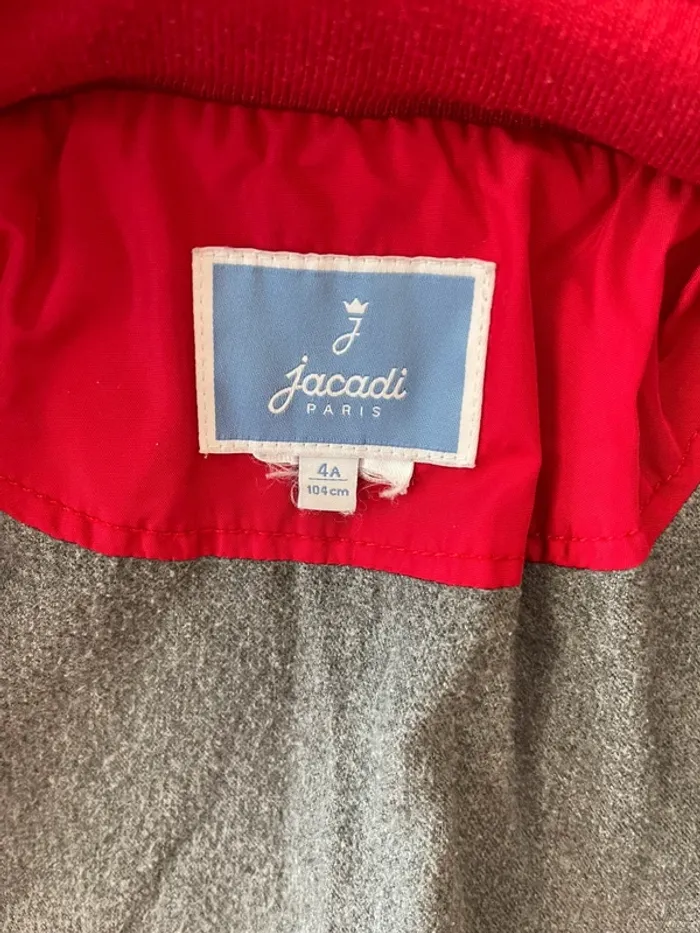 J
jacadi
PARIS
4A
104cm